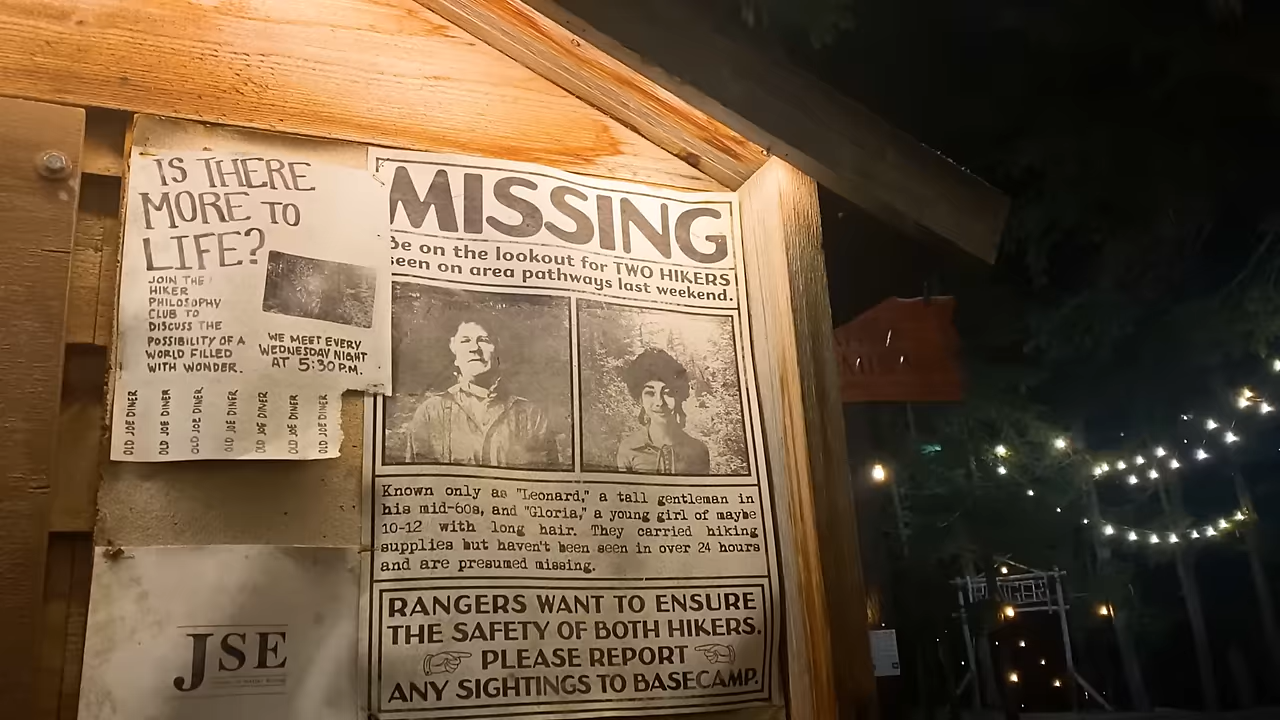 IS THERE
MORE TO
LIFE?
JOIN THE
HIKER
PHILOSOPHY
CLUB TO
DISCUSS THE
POSSIBILITY OF A
WORLD FILLED
WITH WONDER.
WE MEET EVERY
WEDNESDAY NIGHT
AT 5:30 P.M.
OLD JOE DINER
OLD JOE DINER
OLD JOE DINER
OLD JOE DINER
OLD JOE DINER
OLD JOE DINER
OLD JOE DINER
JSE
MISSING
Be on the lookout for TWO HIKERS
seen on area pathways last weekend.
Known only as "Leonard," a tall gentleman in
his mid-60s, and "Gloria," a young girl of maybe
10-12 with long hair. They carried hiking
supplies but haven't been seen in over 24 hours
and are presumed missing.
RANGERS WANT TO ENSURE
THE SAFETY OF BOTH HIKERS.
PLEASE REPORT
ANY SIGHTINGS TO BASECAMP.